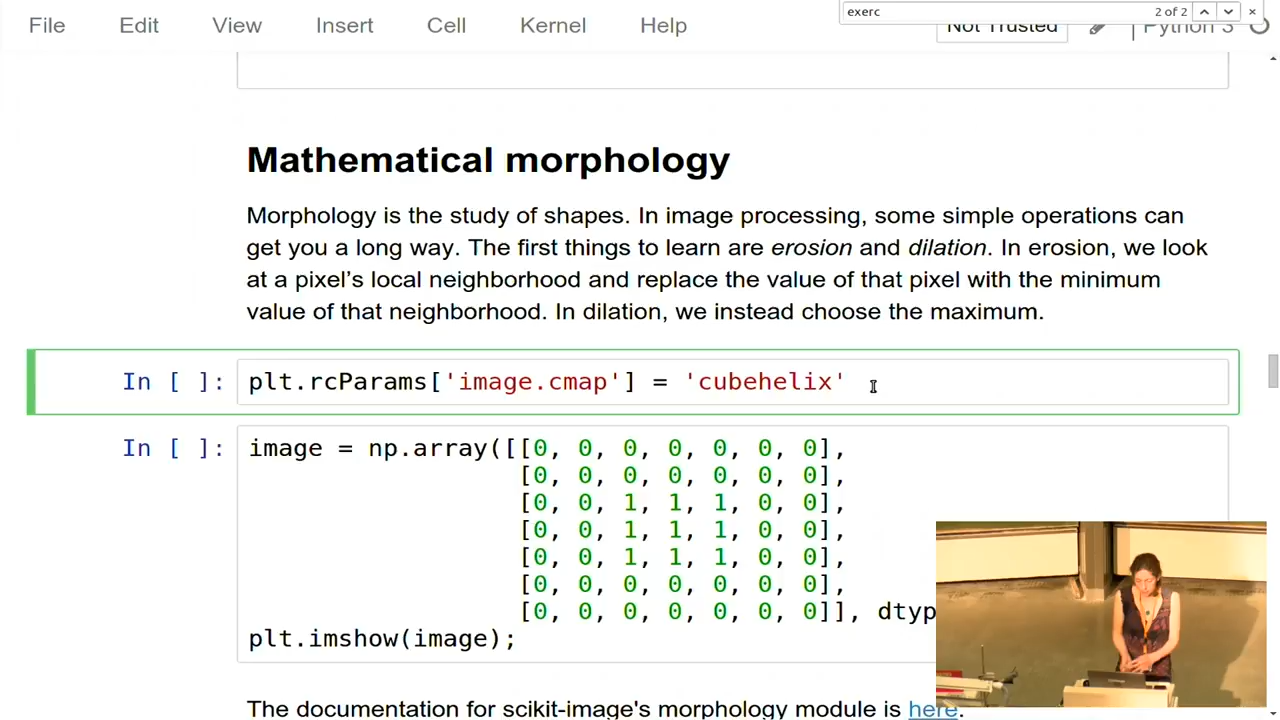 exerc 2 of 2
File Edit View Insert Cell Kernel Help Not Trusted Python 3
Mathematical morphology
Morphology is the study of shapes. In image processing, some simple operations can
get you a long way. The first things to learn are erosion and dilation. In erosion, we look
at a pixel’s local neighborhood and replace the value of that pixel with the minimum
value of that neighborhood. In dilation, we instead choose the maximum.
In [ ]: plt.rcParams['image.cmap'] = 'cubehelix'
In [ ]: image = np.array([[0, 0, 0, 0, 0, 0, 0],
[0, 0, 0, 0, 0, 0, 0],
[0, 0, 1, 1, 1, 0, 0],
[0, 0, 1, 1, 1, 0, 0],
[0, 0, 1, 1, 1, 0, 0],
[0, 0, 0, 0, 0, 0, 0],
[0, 0, 0, 0, 0, 0, 0]], dtyp
plt.imshow(image);
The documentation for scikit-image's morphology module is here.